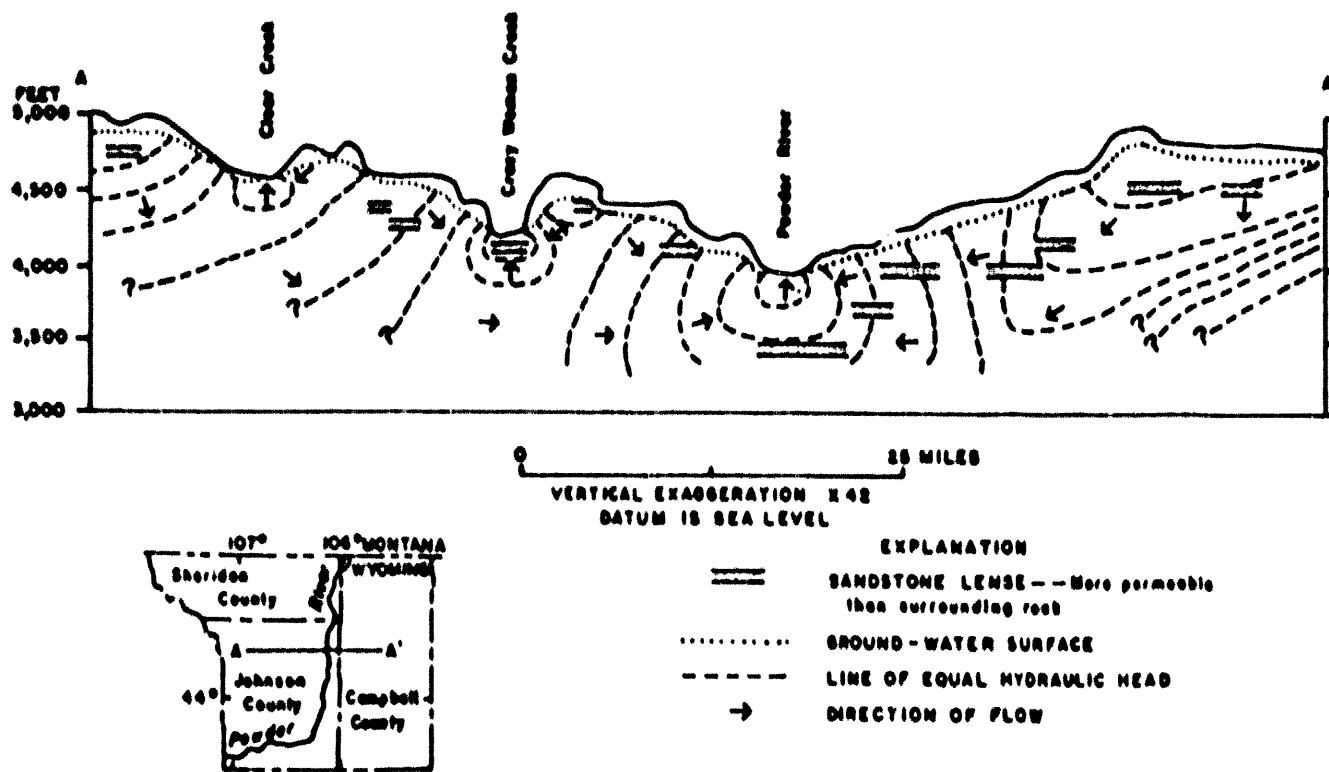 Clear Creek
Crazy Woman Creek
Powder River
A
A'
FEET
5,000
4,500
4,000
3,500
3,000
?
?
?
?
?
?
0 25 MILES
VERTICAL EXAGGERATION X 42
DATUM IS SEA LEVEL
107° 106° MONTANA
WYOMING
Sheridan
County
River
A A'
Johnson
County
44°
Campbell
County
Powder
EXPLANATION
SANDSTONE LENSE -- More permeable
than surrounding rock
GROUND-WATER SURFACE
LINE OF EQUAL HYDRAULIC HEAD
DIRECTION OF FLOW